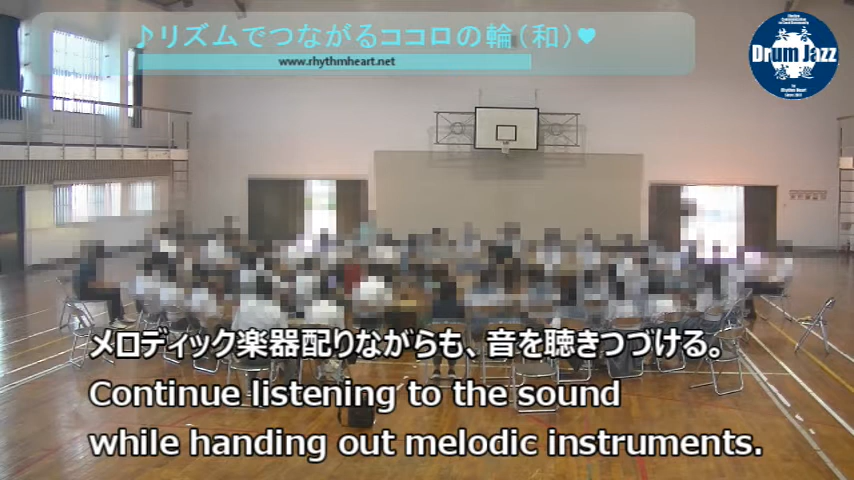 ♪リズムでつながるココロの輪(和)♥
www.rhythmheart.net
Drum Jazz
メロディック楽器配りながらも、音を聴きつづける。
Continue listening to the sound
while handing out melodic instruments.